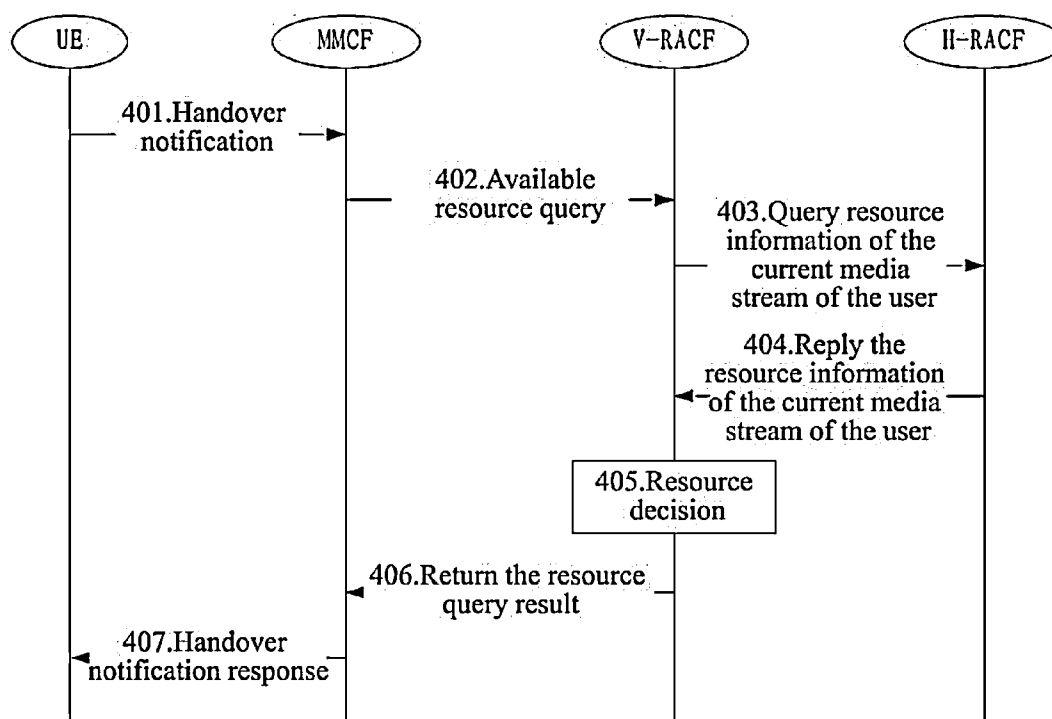 UE
MMCF
V-RACF
H-RACF
401.Handover
notification
402.Available
resource query
403.Query resource
information of the
current media
stream of the user
404.Reply the
resource information
of the current media
stream of the user
405.Resource
decision
406.Return the resource
query result
407.Handover
notification response